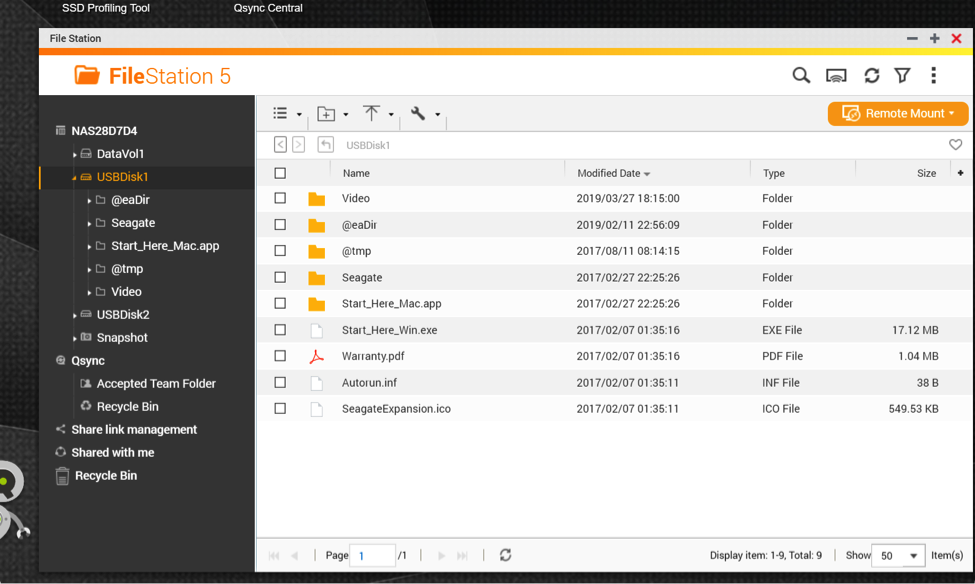 SSD Profiling Tool
Qsync Central
File Station
FileStation 5
NAS28D7D4
DataVol1
USBDisk1
@eaDir
Seagate
Start_Here_Mac.app
@tmp
Video
USBDisk2
Snapshot
Qsync
Accepted Team Folder
Recycle Bin
Share link management
Shared with me
Recycle Bin
Remote Mount
USBDisk1
Name Modified Date Type Size
Video 2019/03/27 18:15:00 Folder
@eaDir 2019/02/11 22:56:09 Folder
@tmp 2017/08/11 08:14:15 Folder
Seagate 2017/02/27 22:25:26 Folder
Start_Here_Mac.app 2017/02/27 22:25:26 Folder
Start_Here_Win.exe 2017/02/07 01:35:16 EXE File 17.12 MB
Warranty.pdf 2017/02/07 01:35:16 PDF File 1.04 MB
Autorun.inf 2017/02/07 01:35:11 INF File 38 B
SeagateExpansion.ico 2017/02/07 01:35:11 ICO File 549.53 KB
Page 1 /1 Display item: 1-9, Total: 9 Show 50 Item(s)